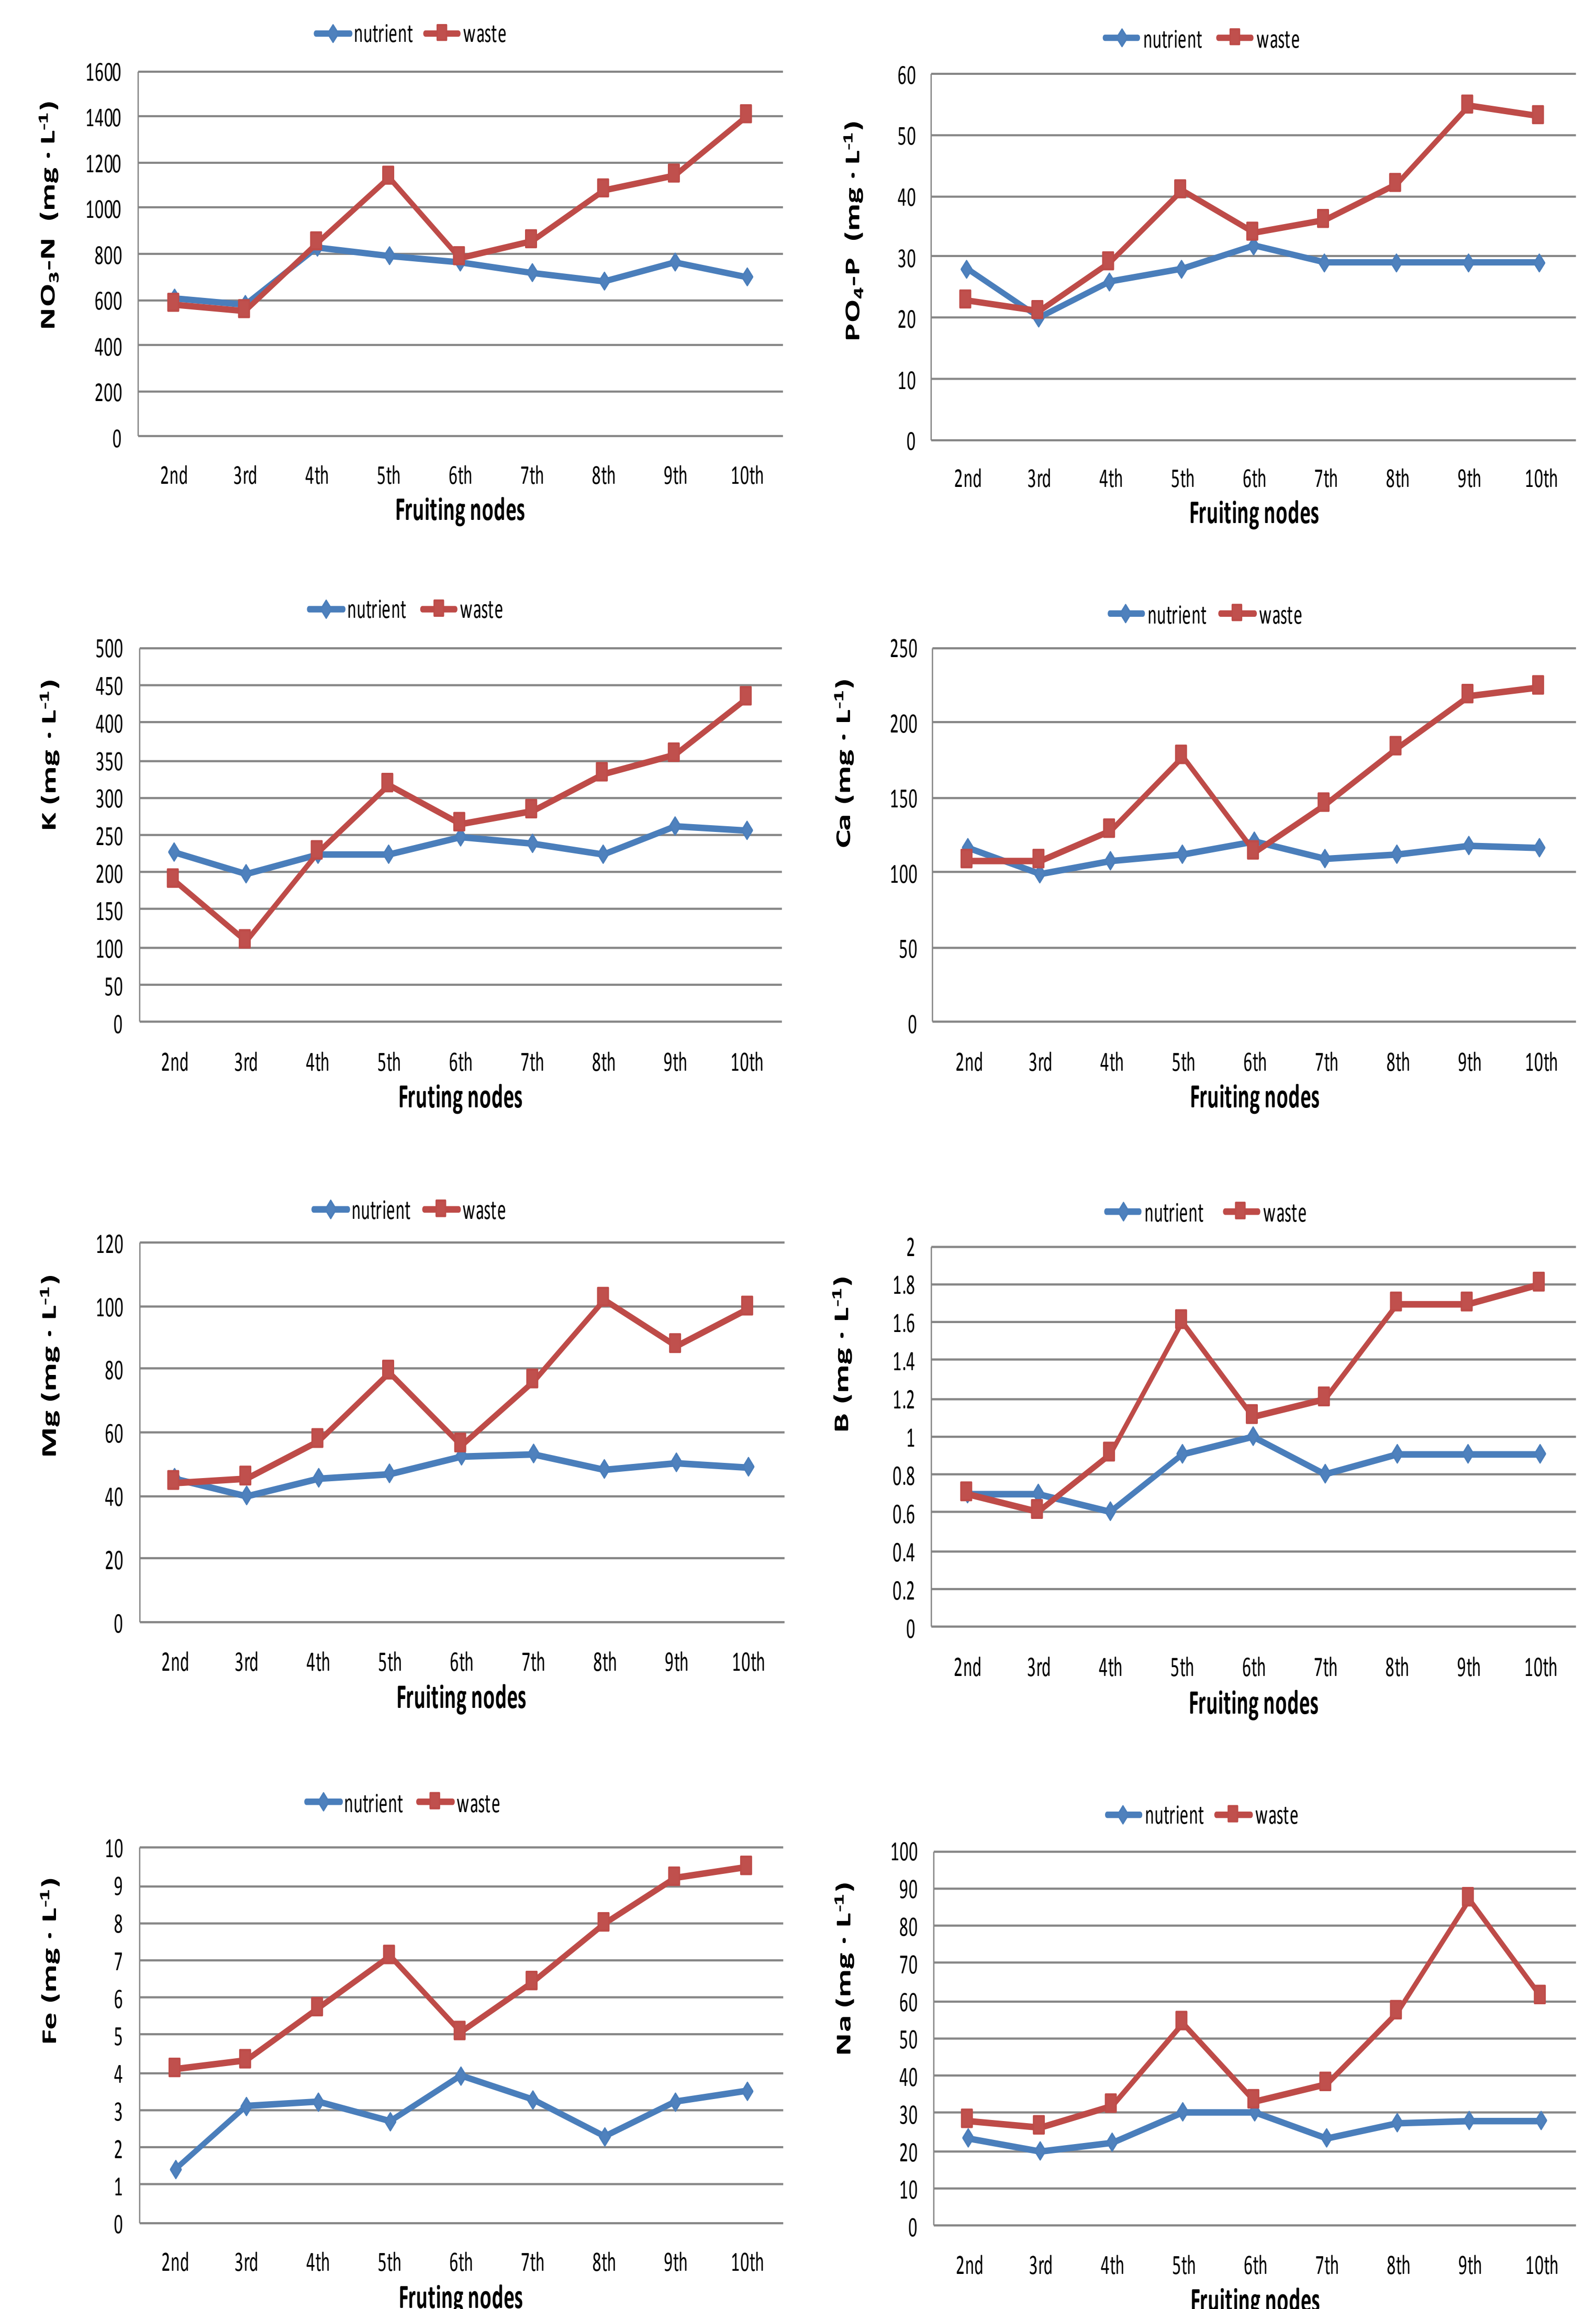 nutrient waste
NO₃-N (mg · L⁻¹)
1600
1400
1200
1000
800
600
400
200
0
2nd 3rd 4th 5th 6th 7th 8th 9th 10th
Fruiting nodes
nutrient waste
PO₄-P (mg · L⁻¹)
60
50
40
30
20
10
0
2nd 3rd 4th 5th 6th 7th 8th 9th 10th
Fruiting nodes
nutrient waste
K (mg · L⁻¹)
500
450
400
350
300
250
200
150
100
50
0
2nd 3rd 4th 5th 6th 7th 8th 9th 10th
Fruting nodes
nutrient waste
Ca (mg · L⁻¹)
250
200
150
100
50
0
2nd 3rd 4th 5th 6th 7th 8th 9th 10th
Fruiting nodes
nutrient waste
Mg (mg · L⁻¹)
120
100
80
60
40
20
0
2nd 3rd 4th 5th 6th 7th 8th 9th 10th
Fruiting nodes
nutrient waste
B (mg · L⁻¹)
2
1.8
1.6
1.4
1.2
1
0.8
0.6
0.4
0.2
0
2nd 3rd 4th 5th 6th 7th 8th 9th 10th
Fruiting nodes
nutrient waste
Fe (mg · L⁻¹)
10
9
8
7
6
5
4
3
2
1
0
2nd 3rd 4th 5th 6th 7th 8th 9th 10th
Fruting nodes
nutrient waste
Na (mg · L⁻¹)
100
90
80
70
60
50
40
30
20
10
0
2nd 3rd 4th 5th 6th 7th 8th 9th 10th
Fruiting nodes